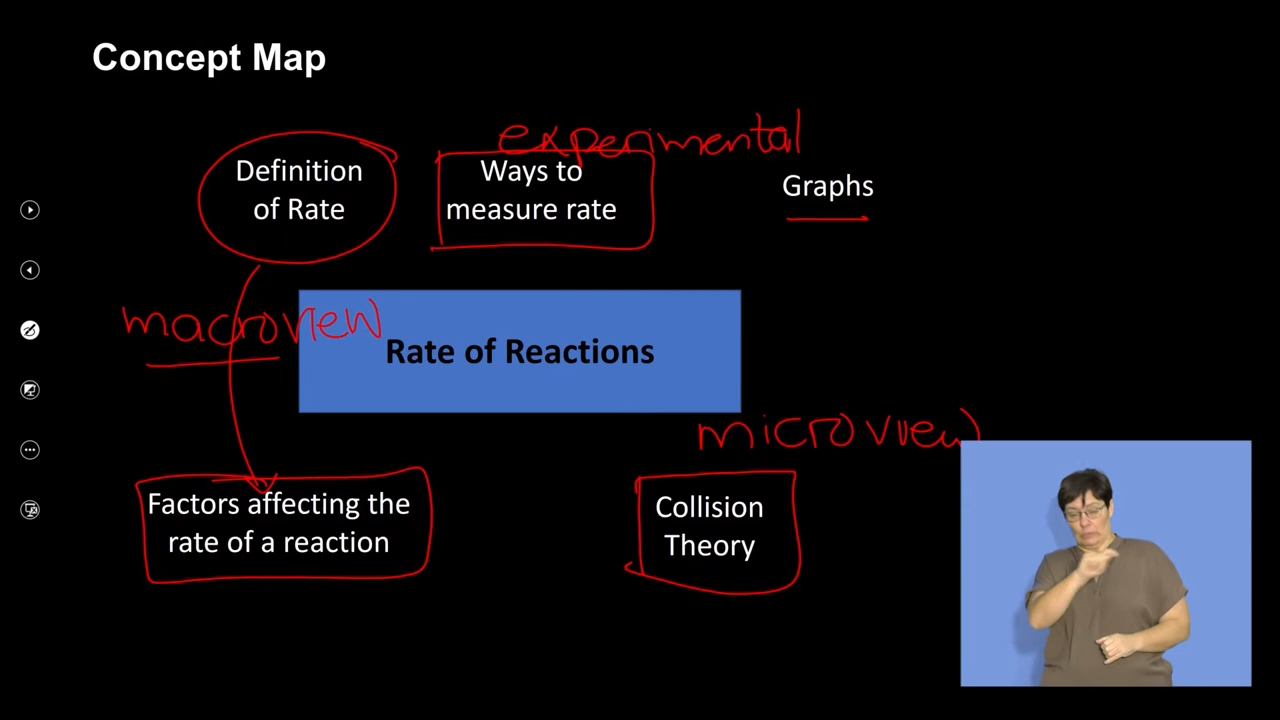 Concept Map
experimental
Definition
of Rate
Ways to
measure rate
Graphs
macroview
Rate of Reactions
microview
Factors affecting the
rate of a reaction
Collision
Theory